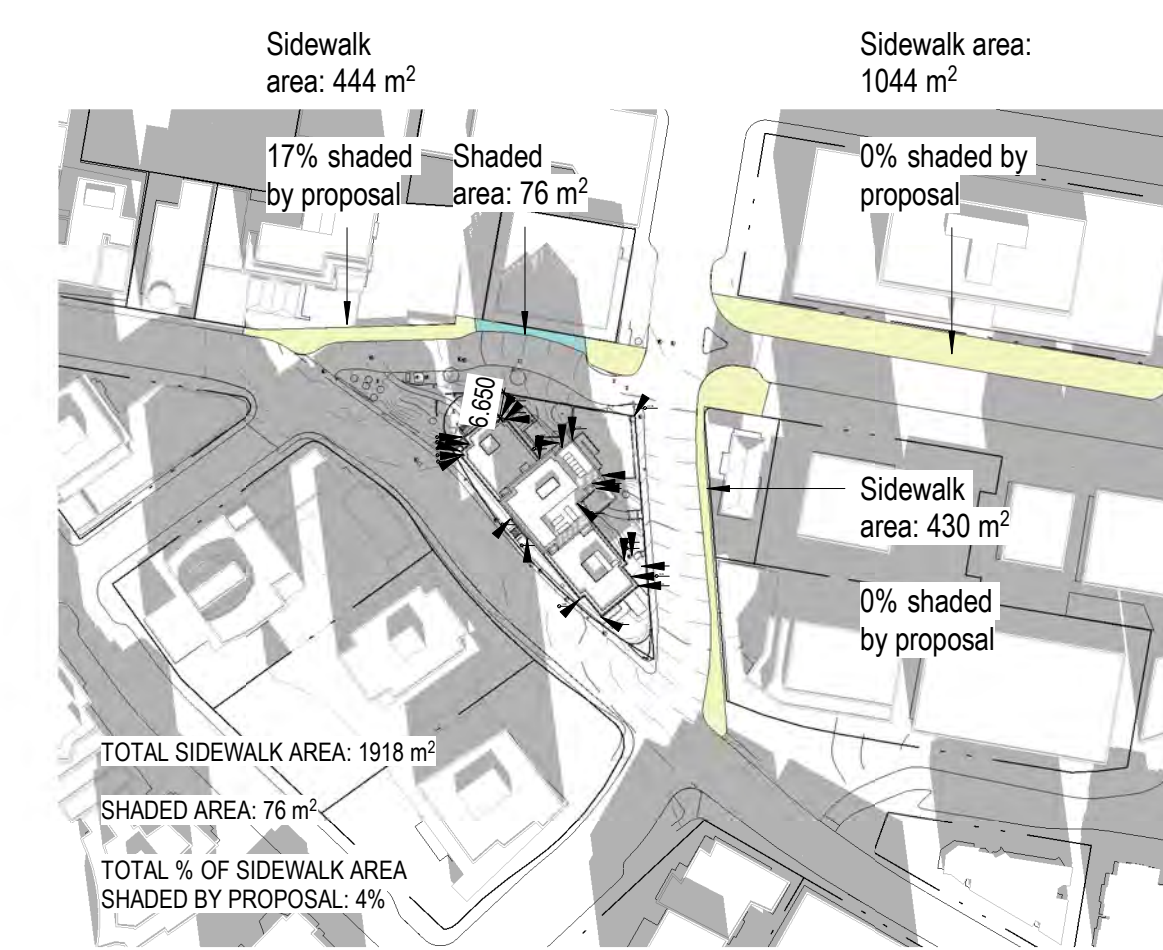 Sidewalk
area: 444 m²
Sidewalk area:
1044 m²
17% shaded
by proposal
Shaded
area: 76 m²
0% shaded by
proposal
6.650
Sidewalk
area: 430 m²
0% shaded
by proposal
TOTAL SIDEWALK AREA: 1918 m²
SHADED AREA: 76 m²
TOTAL % OF SIDEWALK AREA
SHADED BY PROPOSAL: 4%